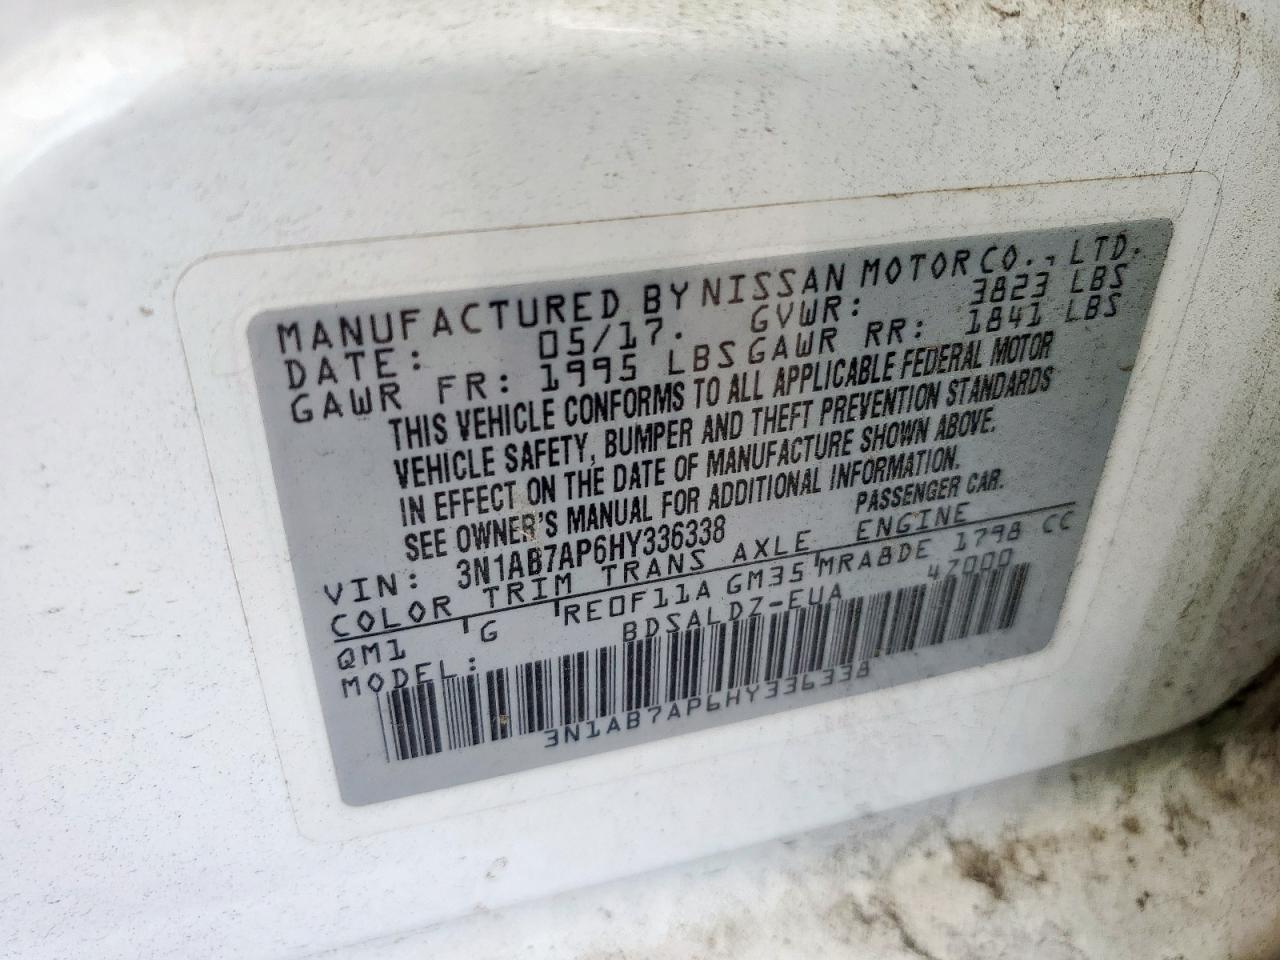 MANUFACTURED BY NISSAN MOTOR CO., LTD.
DATE: 05/17. GVWR: 3823 LBS
GAWR FR: 1995 LBS GAWR RR: 1841 LBS
THIS VEHICLE CONFORMS TO ALL APPLICABLE FEDERAL MOTOR
VEHICLE SAFETY, BUMPER AND THEFT PREVENTION STANDARDS
IN EFFECT ON THE DATE OF MANUFACTURE SHOWN ABOVE.
SEE OWNER'S MANUAL FOR ADDITIONAL INFORMATION.
VIN: 3N1AB7AP6HY336338 PASSENGER CAR.
COLOR TRIM TRANS AXLE ENGINE
QM1 G RE0F11A GM35 MRA8DE 1798 CC
MODEL: BDSALDZ-EUA 47000
3N1AB7AP6HY336338